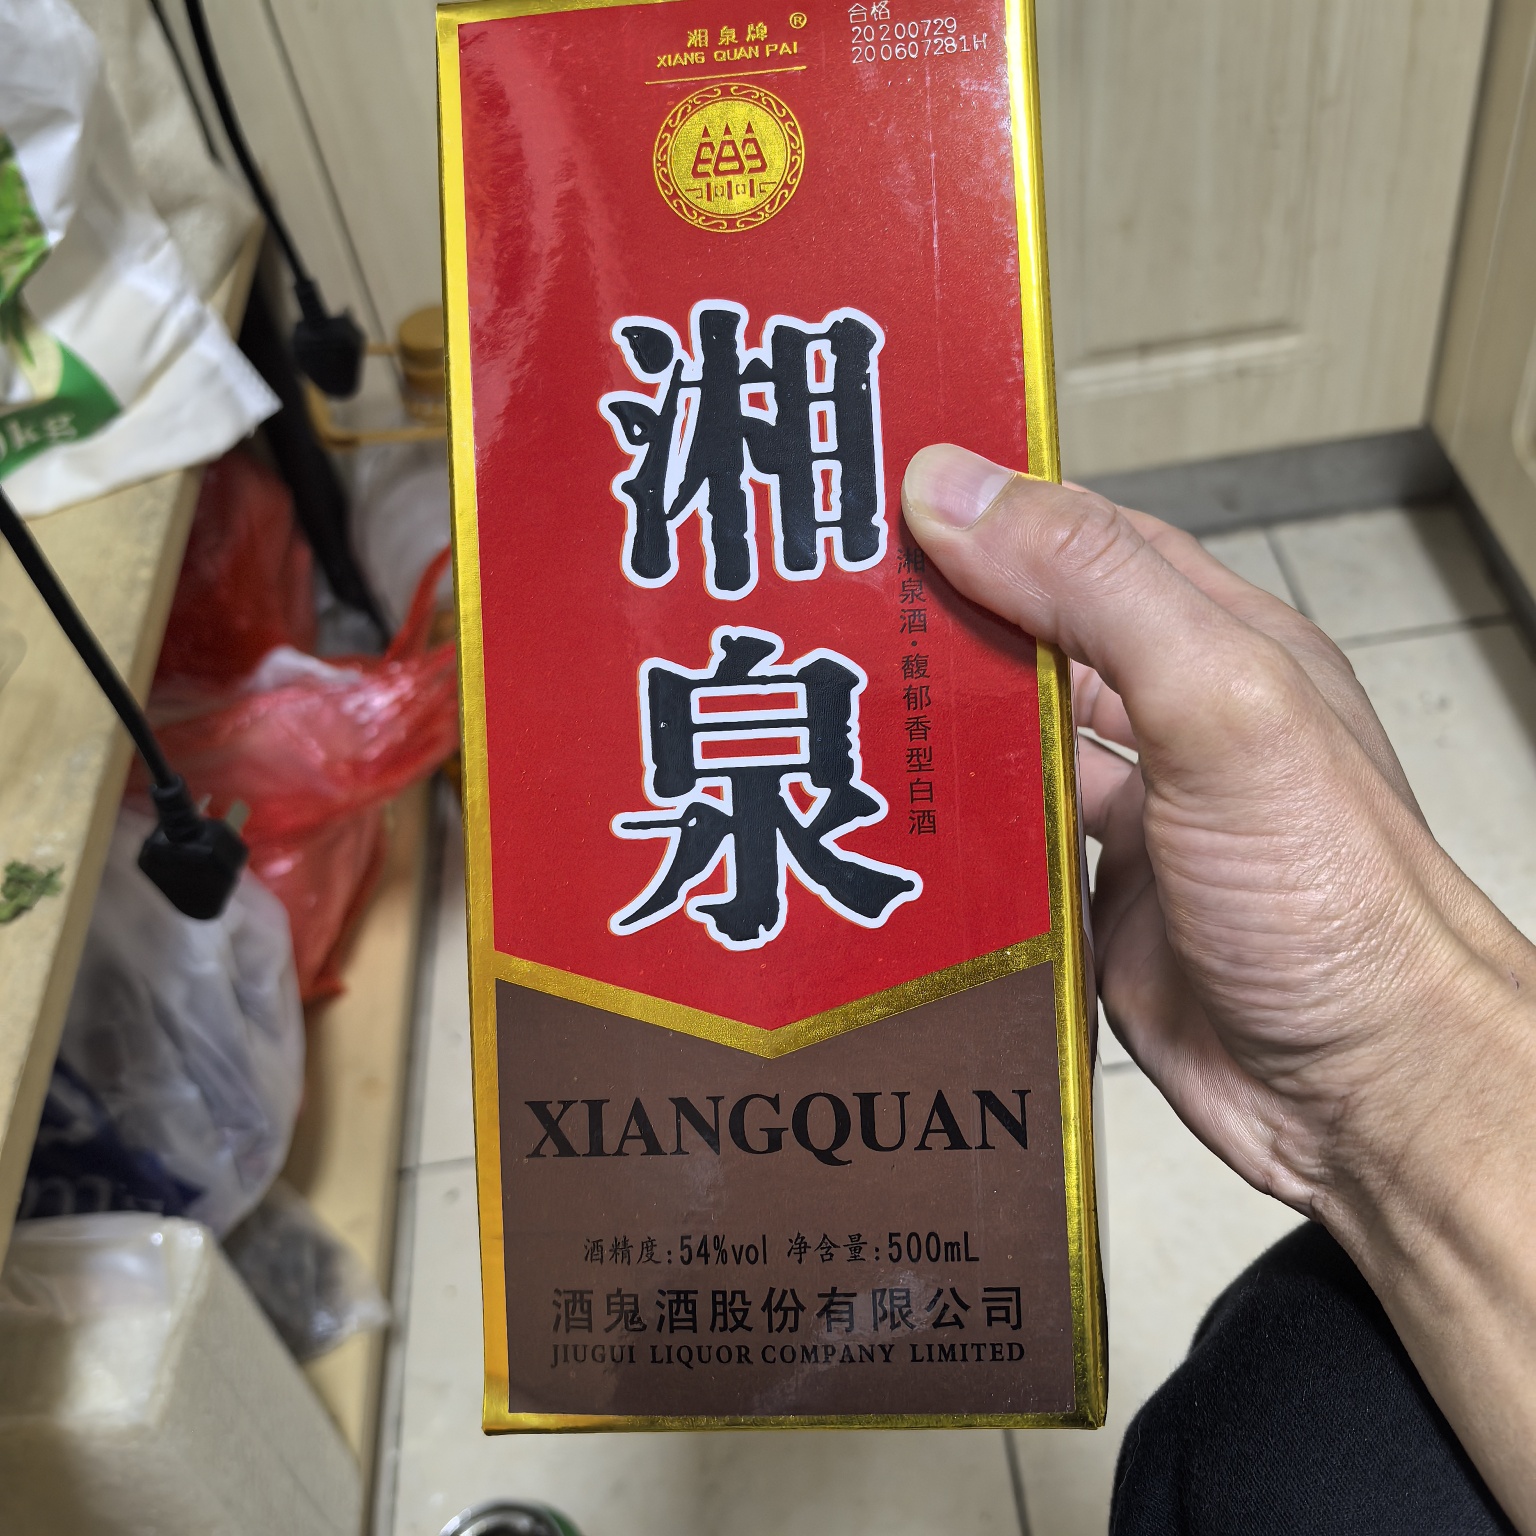 湘泉牌®
XIANG QUAN PAI
合格
20200729
200607281H
湘泉
湘泉酒·馥郁香型白酒
XIANGQUAN
酒精度:54%vol 净含量:500mL
酒鬼酒股份有限公司
JIUGUI LIQUOR COMPANY LIMITED
kg